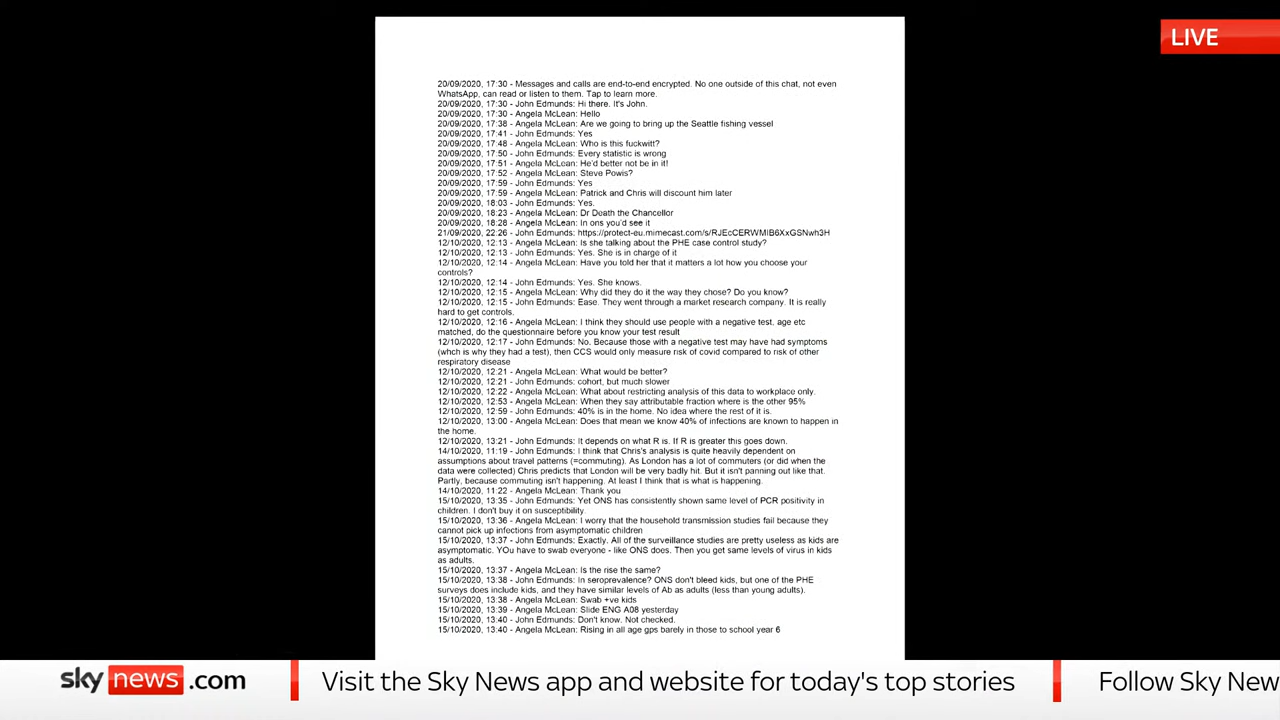 LIVE
20/09/2020, 17:30 - Messages and calls are end-to-end encrypted. No one outside of this chat, not even
WhatsApp, can read or listen to them. Tap to learn more.
20/09/2020, 17:30 - John Edmunds: Hi there. It's John.
20/09/2020, 17:30 - Angela McLean: Hello
20/09/2020, 17:38 - Angela McLean: Are we going to bring up the Seattle fishing vessel
20/09/2020, 17:41 - John Edmunds: Yes
20/09/2020, 17:48 - Angela McLean: Who is this fuckwitt?
20/09/2020, 17:50 - John Edmunds: Every statistic is wrong
20/09/2020, 17:51 - Angela McLean: He'd better not be in it!
20/09/2020, 17:52 - Angela McLean: Steve Powis?
20/09/2020, 17:59 - John Edmunds: Yes
20/09/2020, 17:59 - Angela McLean: Patrick and Chris will discount him later
20/09/2020, 18:03 - John Edmunds: Yes.
20/09/2020, 18:23 - Angela McLean: Dr Death the Chancellor
20/09/2020, 18:28 - Angela McLean: In ons you'd see it
21/09/2020, 22:26 - John Edmunds: https://protect-eu.mimecast.com/s/RJEcCERWMIB6XxGSNwh3H
12/10/2020, 12:13 - Angela McLean: Is she talking about the PHE case control study?
12/10/2020, 12:13 - John Edmunds: Yes. She is in charge of it
12/10/2020, 12:14 - Angela McLean: Have you told her that it matters a lot how you choose your
controls?
12/10/2020, 12:14 - John Edmunds: Yes. She knows.
12/10/2020, 12:15 - Angela McLean: Why did they do it the way they chose? Do you know?
12/10/2020, 12:15 - John Edmunds: Ease. They went through a market research company. It is really
hard to get controls.
12/10/2020, 12:16 - Angela McLean: I think they should use people with a negative test, age etc
matched, do the questionnaire before you know your test result
12/10/2020, 12:17 - John Edmunds: No. Because those with a negative test may have had symptoms
(whch is why they had a test), then CCS would only measure risk of covid compared to risk of other
respiratory disease
12/10/2020, 12:21 - Angela McLean: What would be better?
12/10/2020, 12:21 - John Edmunds: cohort, but much slower
12/10/2020, 12:22 - Angela McLean: What about restricting analysis of this data to workplace only.
12/10/2020, 12:53 - Angela McLean: When they say attributable fraction where is the other 95%
12/10/2020, 12:59 - John Edmunds: 40% is in the home. No idea where the rest of it is.
12/10/2020, 13:00 - Angela McLean: Does that mean we know 40% of infections are known to happen in
the home.
12/10/2020, 13:21 - John Edmunds: It depends on what R is. If R is greater this goes down.
14/10/2020, 11:19 - John Edmunds: I think that Chris's analysis is quite heavily dependent on
assumptions about travel patterns (=commuting). As London has a lot of commuters (or did when the
data were collected) Chris predicts that London will be very badly hit. But it isn't panning out like that.
Partly, because commuting isn't happening. At least I think that is what is happening.
14/10/2020, 11:22 - Angela McLean: Thank you
15/10/2020, 13:35 - John Edmunds: Yet ONS has consistently shown same level of PCR positivity in
children. I don't buy it on susceptibility.
15/10/2020, 13:36 - Angela McLean: I worry that the household transmission studies fail because they
cannot pick up infections from asymptomatic children
15/10/2020, 13:37 - John Edmunds: Exactly. All of the surveillance studies are pretty useless as kids are
asymptomatic. YOu have to swab everyone - like ONS does. Then you get same levels of virus in kids
as adults.
15/10/2020, 13:37 - Angela McLean: Is the rise the same?
15/10/2020, 13:38 - John Edmunds: In seroprevalence? ONS don't bleed kids, but one of the PHE
surveys does include kids, and they have similar levels of Ab as adults (less than young adults).
15/10/2020, 13:38 - Angela McLean: Swab +ve kids
15/10/2020, 13:39 - Angela McLean: Slide ENG A08 yesterday
15/10/2020, 13:40 - John Edmunds: Don't know. Not checked.
15/10/2020, 13:40 - Angela McLean: Rising in all age gps barely in those to school year 6
sky news .com Visit the Sky News app and website for today's top stories Follow Sky New